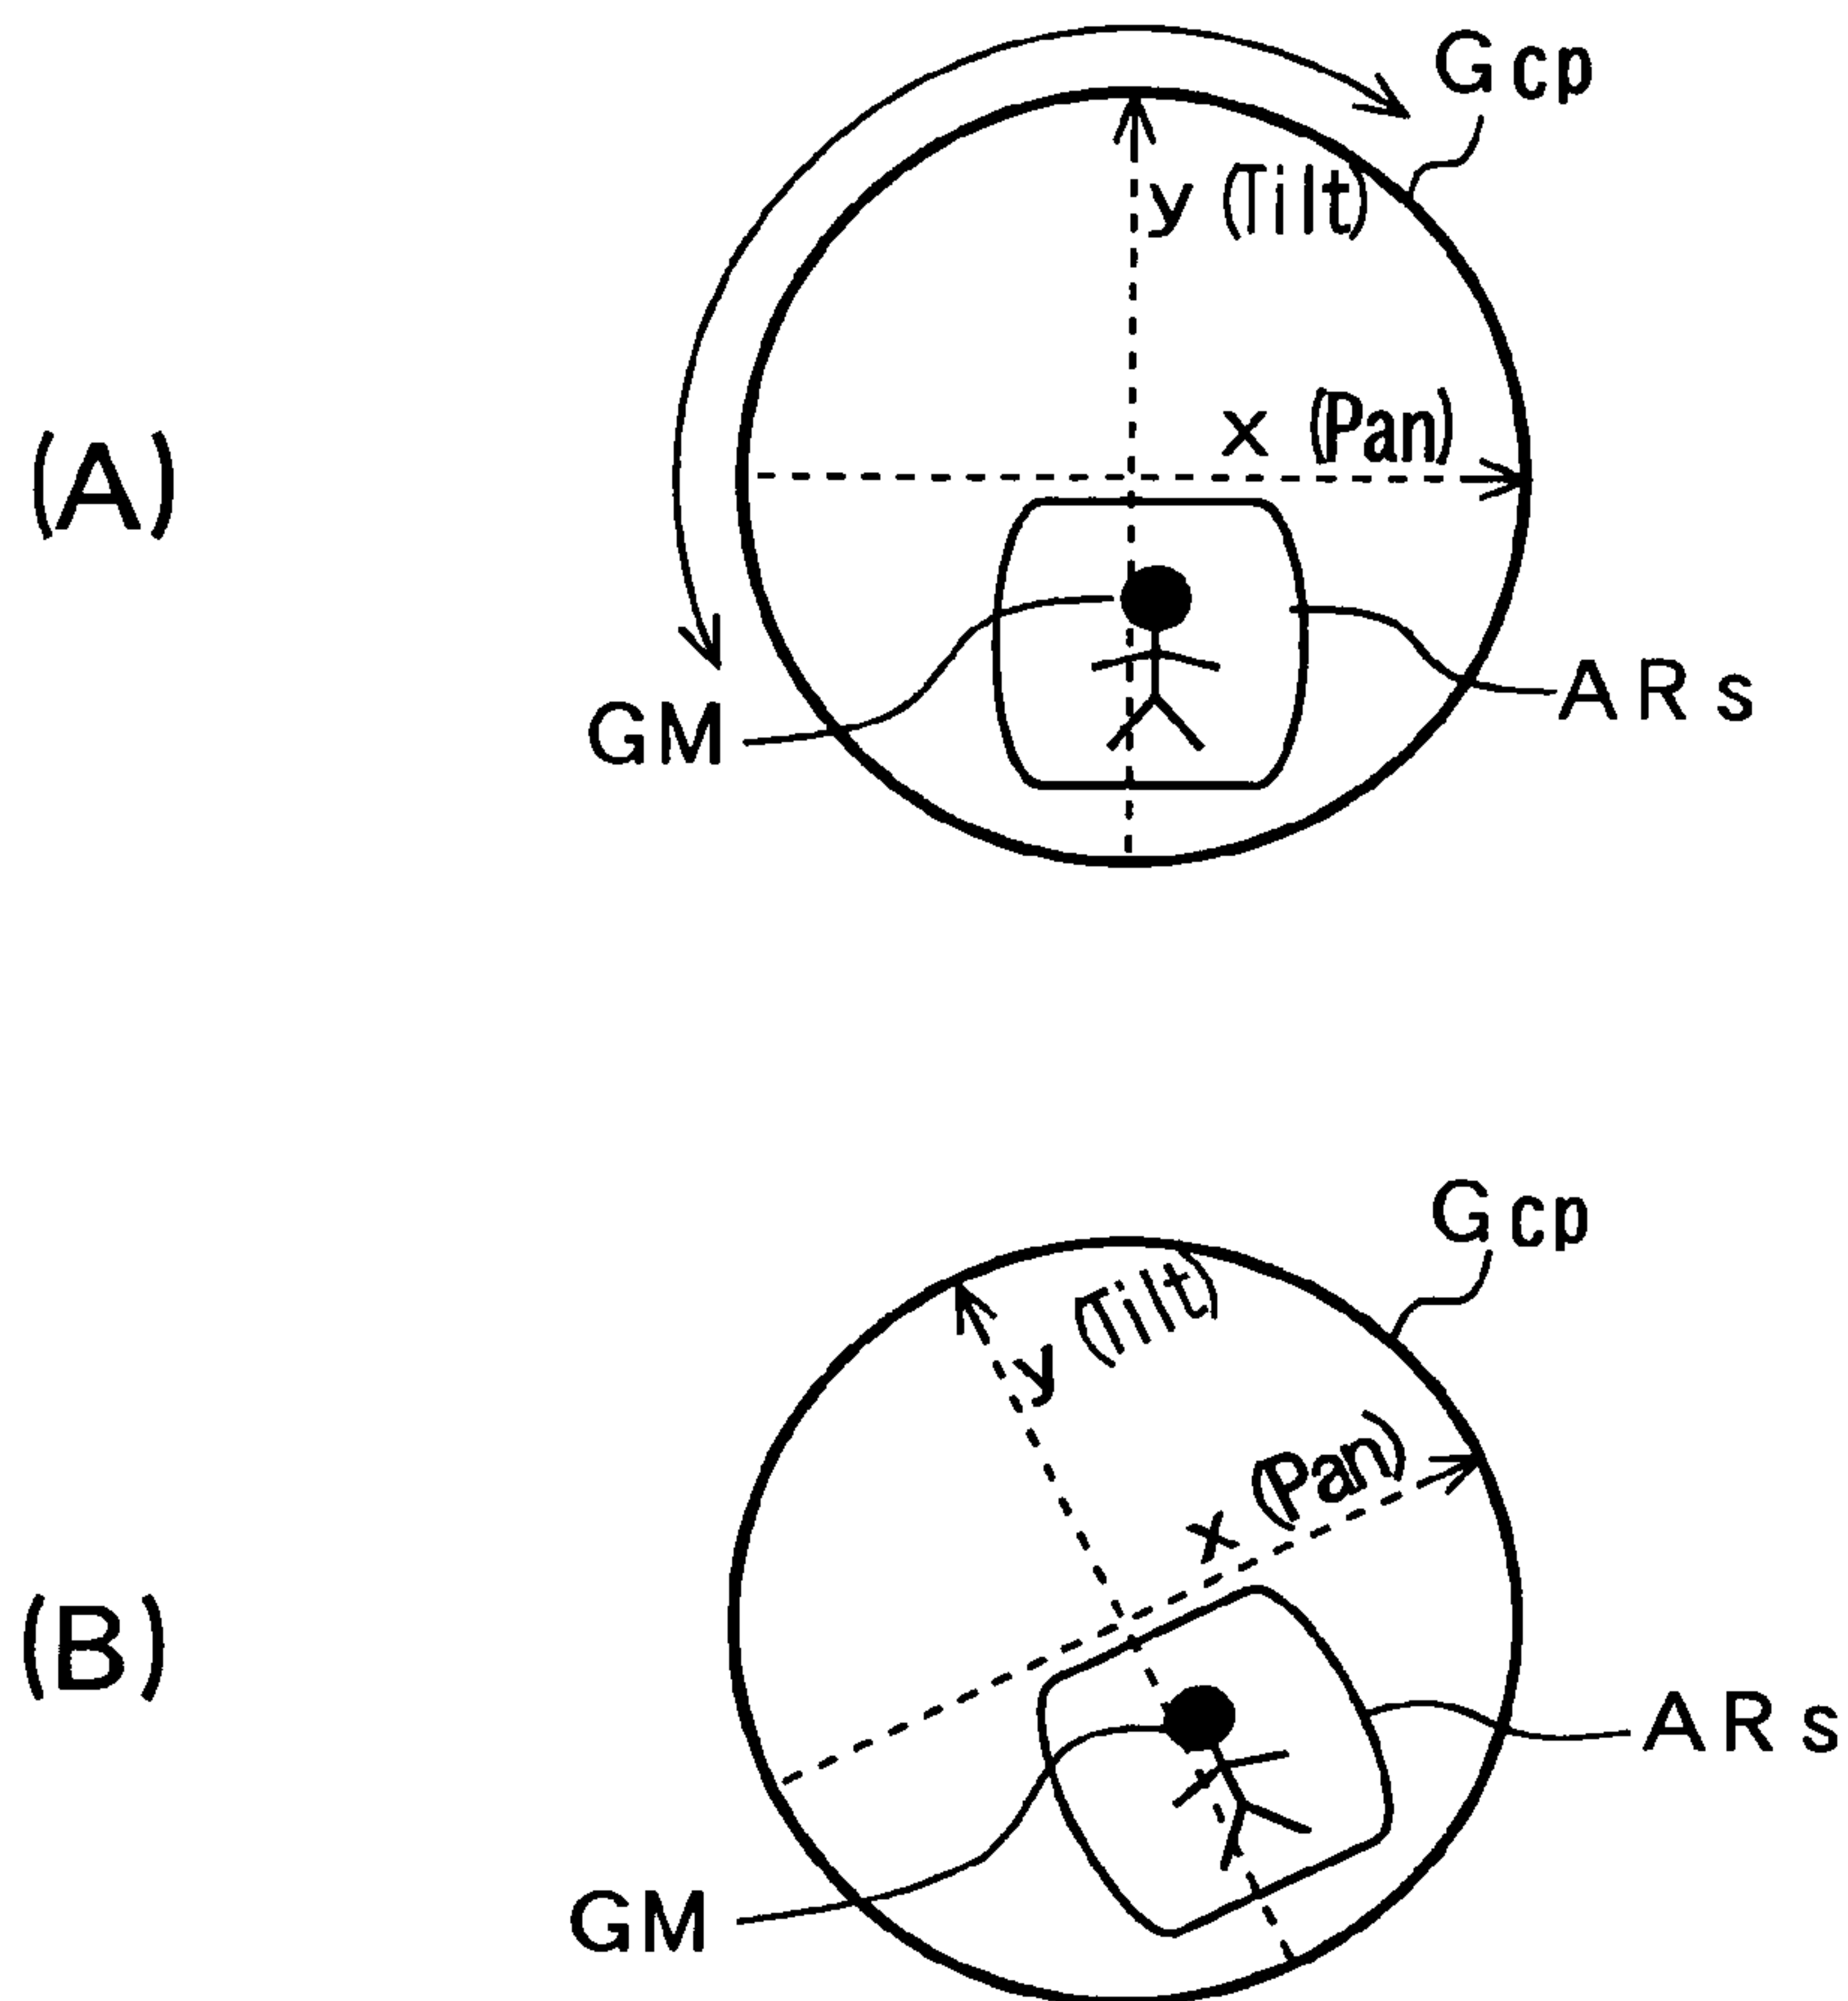 Gcp
y (Tilt)
x (Pan)
(A)
ARs
GM
Gcp
y (Tilt)
x (Pan)
(B)
ARs
GM